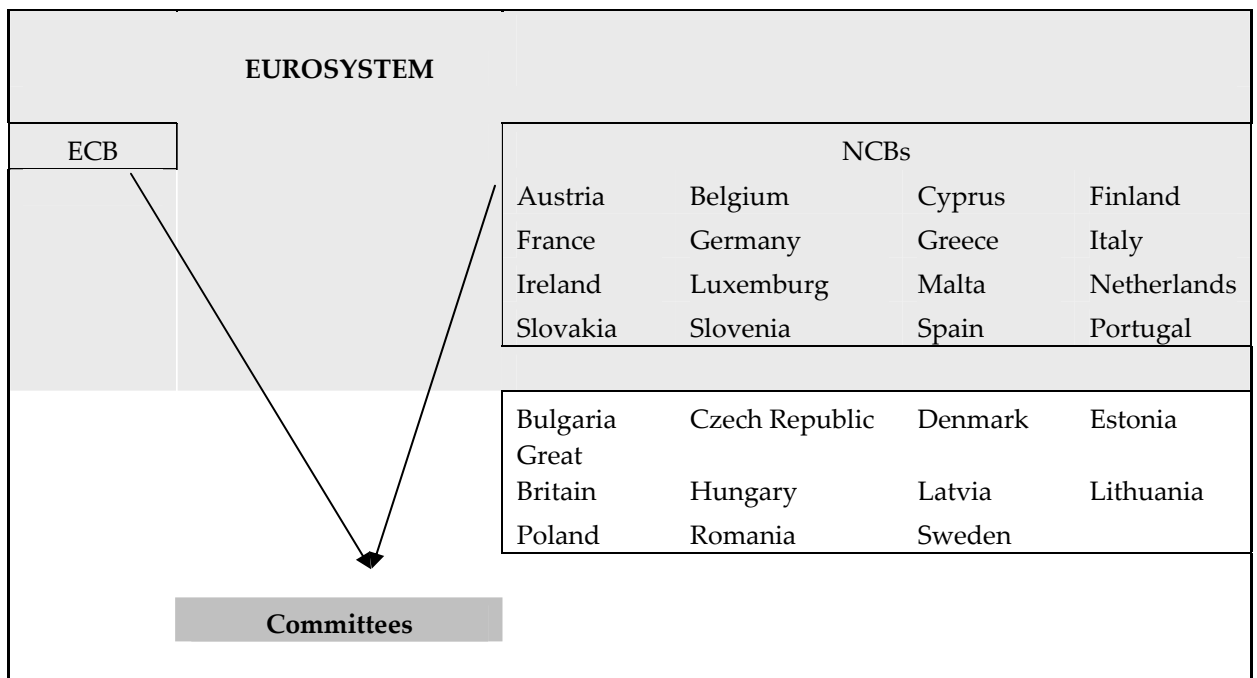 EUROSYSTEM
ECB
NCBs
Austria Belgium Cyprus Finland
France Germany Greece Italy
Ireland Luxemburg Malta Netherlands
Slovakia Slovenia Spain Portugal
Bulgaria Czech Republic Denmark Estonia
Great
Britain Hungary Latvia Lithuania
Poland Romania Sweden
Committees